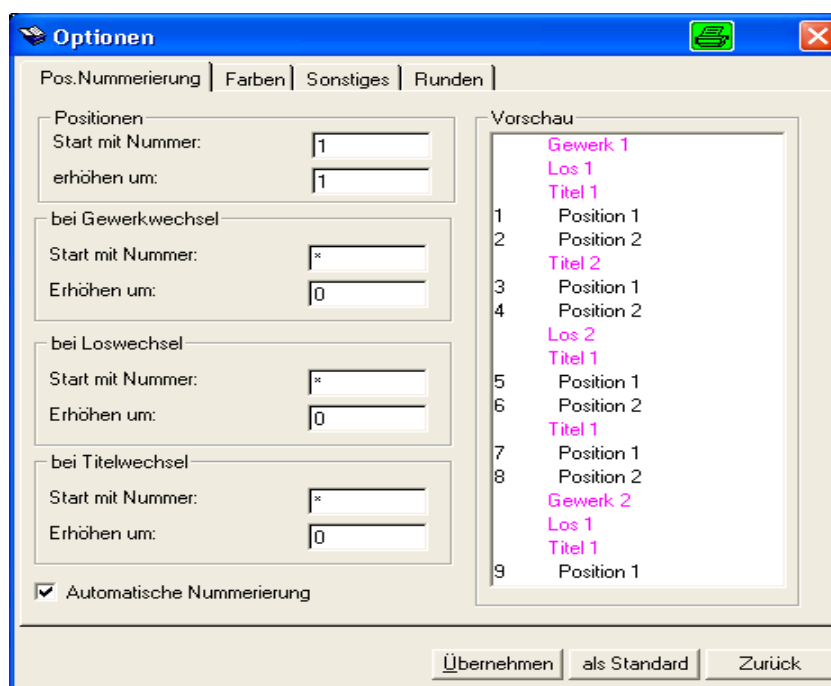 Optionen
Pos.Nummerierung Farben Sonstiges Runden
Positionen
Start mit Nummer: 1
erhöhen um: 1
bei Gewerkwechsel
Start mit Nummer: *
Erhöhen um: 0
bei Loswechsel
Start mit Nummer: *
Erhöhen um: 0
bei Titelwechsel
Start mit Nummer: *
Erhöhen um: 0
Automatische Nummerierung
Vorschau
Gewerk 1
Los 1
Titel 1
1 Position 1
2 Position 2
Titel 2
3 Position 1
4 Position 2
Los 2
Titel 1
5 Position 1
6 Position 2
Titel 1
7 Position 1
8 Position 2
Gewerk 2
Los 1
Titel 1
9 Position 1
Übernehmen als Standard Zurück